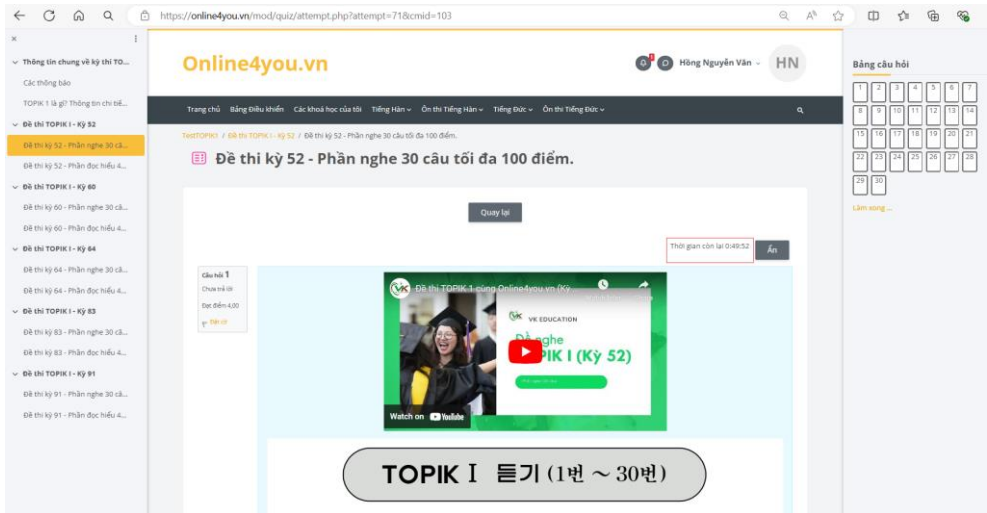 https://online4you.vn/mod/quiz/attempt.php?attempt=71&cmid=103
Thông tin chung về kỳ thi TO...
Các thông báo
TOPIK 1 là gì? Thông tin chi tiế...
Đề thi TOPIK I - Kỳ 52
Đề thi kỳ 52 - Phần nghe 30 câ...
Đề thi kỳ 52 - Phần đọc hiểu 4...
Đề thi TOPIK I - Kỳ 60
Đề thi kỳ 60 - Phần nghe 30 câ...
Đề thi kỳ 60 - Phần đọc hiểu 4...
Đề thi TOPIK I - Kỳ 64
Đề thi kỳ 64 - Phần nghe 30 câ...
Đề thi kỳ 64 - Phần đọc hiểu 4...
Đề thi TOPIK I - Kỳ 83
Đề thi kỳ 83 - Phần nghe 30 câ...
Đề thi kỳ 83 - Phần đọc hiểu 4...
Đề thi TOPIK I - Kỳ 91
Đề thi kỳ 91 - Phần nghe 30 câ...
Đề thi kỳ 91 - Phần đọc hiểu 4...
Online4you.vn
Hồng Nguyễn Văn
HN
Trang chủ Bảng Điều khiển Các khoá học của tôi Tiếng Hàn Ôn thi Tiếng Hàn Tiếng Đức Ôn thi Tiếng Đức
TestTOPIK1 / Đề thi TOPIK I - Kỳ 52 / Đề thi kỳ 52 - Phần nghe 30 câu tối đa 100 điểm.
Đề thi kỳ 52 - Phần nghe 30 câu tối đa 100 điểm.
Quay lại
Thời gian còn lại 0:49:52
Ẩn
Câu hỏi 1
Chưa trả lời
Đạt điểm 4,00
Đặt cờ
VK
Đề thi TOPIK 1 cùng Online4you.vn (Kỳ
VK EDUCATION
Đề nghe
TOPIK I (Kỳ 52)
Watch on YouTube
TOPIK I 듣기 (1번 ~ 30번)
Bảng câu hỏi
1 2 3 4 5 6 7
8 9 10 11 12 13 14
15 16 17 18 19 20 21
22 23 24 25 26 27 28
29 30
Làm xong ...